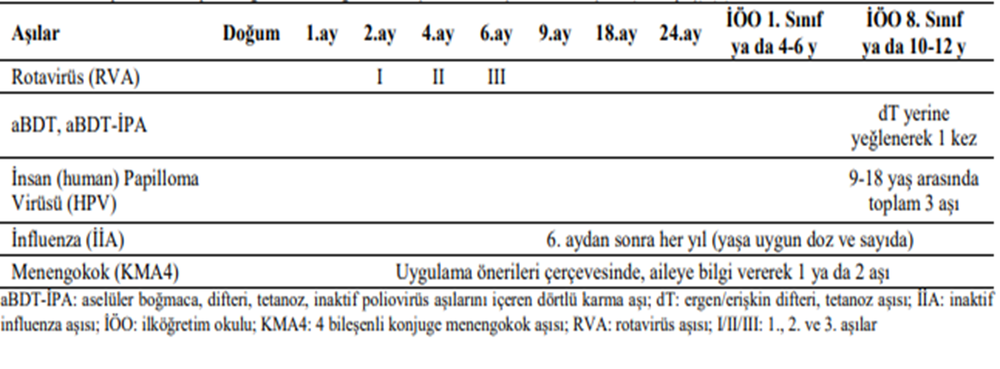 Aşılar Doğum 1.ay 2.ay 4.ay 6.ay 9.ay 18.ay 24.ay İÖO 1. Sınıf ya da 4-6 y İÖO 8. Sınıf ya da 10-12 y
Rotavirüs (RVA) I II III
aBDT, aBDT-İPA dT yerine yeğlenerek 1 kez
İnsan (human) Papilloma Virüsü (HPV) 9-18 yaş arasında toplam 3 aşı
İnfluenza (İİA) 6. aydan sonra her yıl (yaşa uygun doz ve sayıda)
Menengokok (KMA4) Uygulama önerileri çerçevesinde, aileye bilgi vererek 1 ya da 2 aşı
aBDT-İPA: aselüler boğmaca, difteri, tetanoz, inaktif poliovirüs aşılarını içeren dörtlü karma aşı; dT: ergen/erişkin difteri, tetanoz aşısı; İİA: inaktif
influenza aşısı; İÖO: ilköğretim okulu; KMA4: 4 bileşenli konjuge menengokok aşısı; RVA: rotavirüs aşısı; I/II/III: 1., 2. ve 3. aşılar